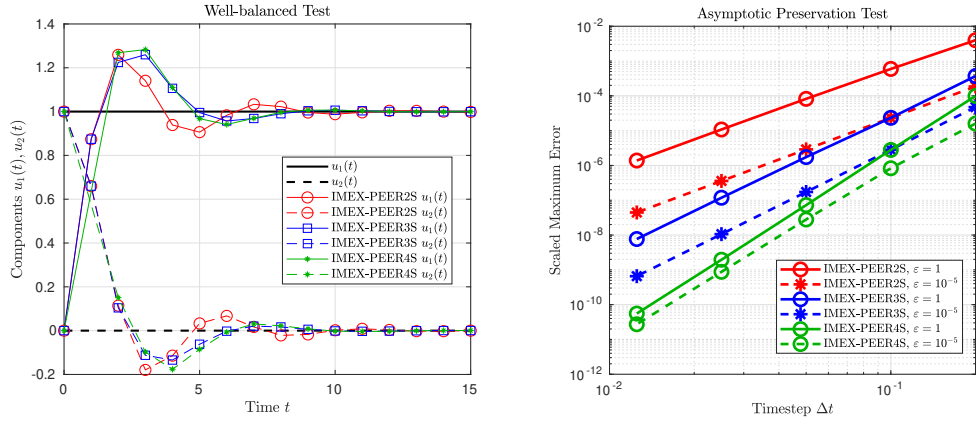 Well-balanced Test
Components u₁(t), u₂(t)
1.4
1.2
1
0.8
0.6
0.4
0.2
0
-0.2
0
5
10
15
Time t
u₁(t)
u₂(t)
IMEX-PEER2S u₁(t)
IMEX-PEER2S u₂(t)
IMEX-PEER3S u₁(t)
IMEX-PEER3S u₂(t)
IMEX-PEER4S u₁(t)
IMEX-PEER4S u₂(t)
Asymptotic Preservation Test
Scaled Maximum Error
10⁻²
10⁻⁴
10⁻⁶
10⁻⁸
10⁻¹⁰
10⁻¹²
10⁻²
10⁻¹
Timestep Δt
IMEX-PEER2S, ε = 1
IMEX-PEER2S, ε = 10⁻⁵
IMEX-PEER3S, ε = 1
IMEX-PEER3S, ε = 10⁻⁵
IMEX-PEER4S, ε = 1
IMEX-PEER4S, ε = 10⁻⁵